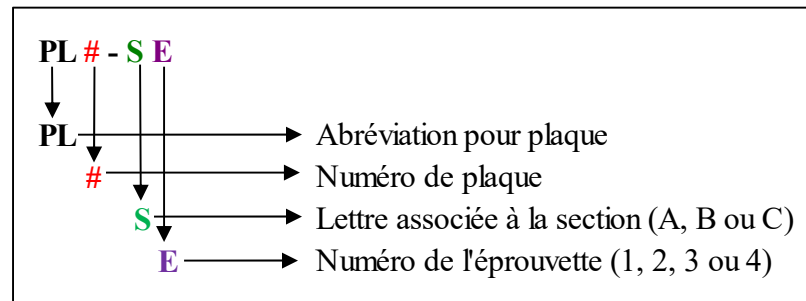 PL # - S E
PL Abréviation pour plaque
# Numéro de plaque
S Lettre associée à la section (A, B ou C)
E Numéro de l'éprouvette (1, 2, 3 ou 4)